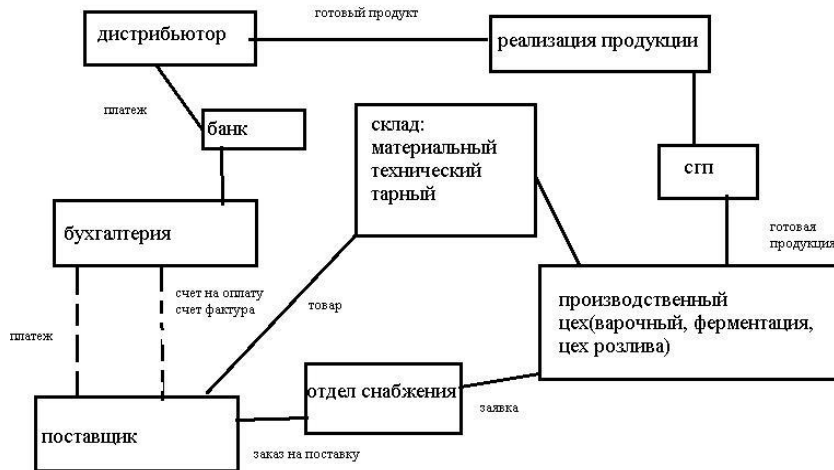 готовый продукт
дистрибьютор
реализация продукции
платеж
банк
склад:
материальный
технический
тарный
сгп
бухгалтерия
готовая
продукция
счет на оплату
счет фактура
товар
производственный
цех(варочный, ферментация,
цех розлива)
платеж
отдел снабжения
заявка
поставщик
заказ на поставку